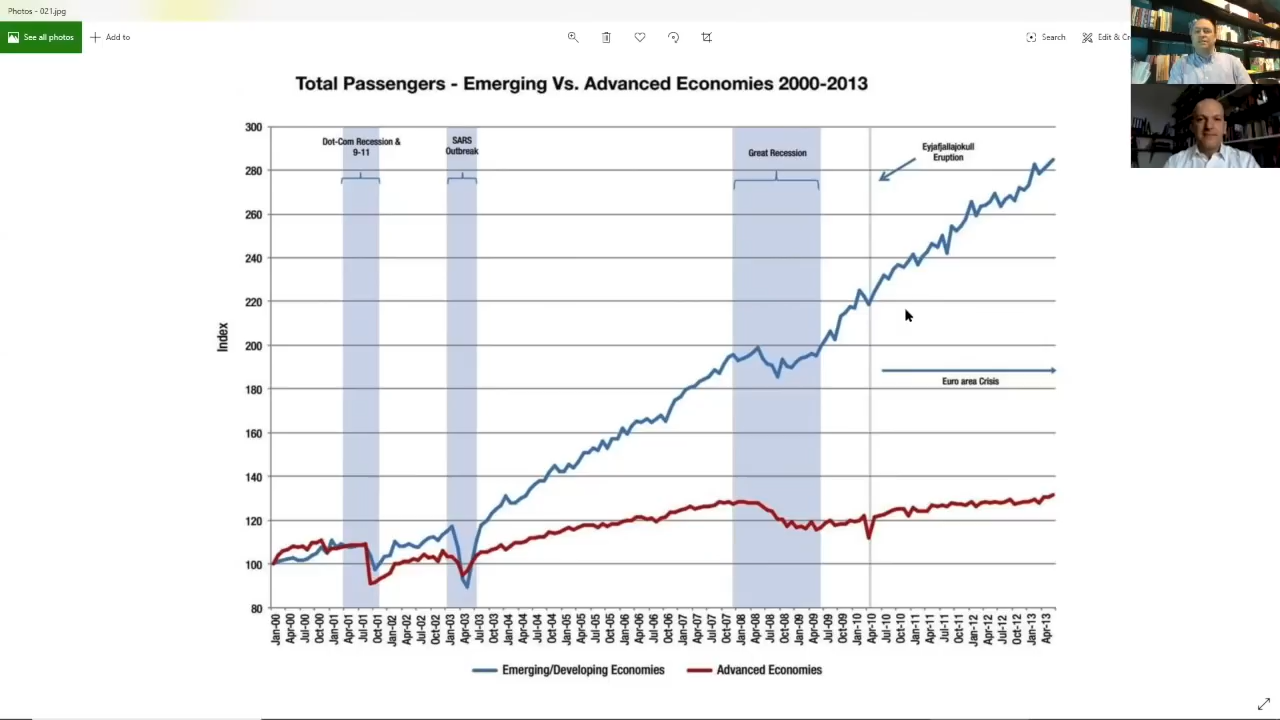 Photos - 021.jpg
See all photos
Add to
Search
Edit & Cr
Total Passengers - Emerging Vs. Advanced Economies 2000-2013
300
280
260
240
220
200
180
160
140
120
100
80
Index
Dot-Com Recession &
9-11
SARS
Outbreak
Great Recession
Eyjafjallajokull
Eruption
Euro area Crisis
Jan-00
Apr-00
Jul-00
Oct-00
Jan-01
Apr-01
Jul-01
Oct-01
Jan-02
Apr-02
Jul-02
Oct-02
Jan-03
Apr-03
Jul-03
Oct-03
Jan-04
Apr-04
Jul-04
Oct-04
Jan-05
Apr-05
Jul-05
Oct-05
Jan-06
Apr-06
Jul-06
Oct-06
Jan-07
Apr-07
Jul-07
Oct-07
Jan-08
Apr-08
Jul-08
Oct-08
Jan-09
Apr-09
Jul-09
Oct-09
Jan-10
Apr-10
Jul-10
Oct-10
Jan-11
Apr-11
Jul-11
Oct-11
Jan-12
Apr-12
Jul-12
Oct-12
Jan-13
Apr-13
Emerging/Developing Economies
Advanced Economies